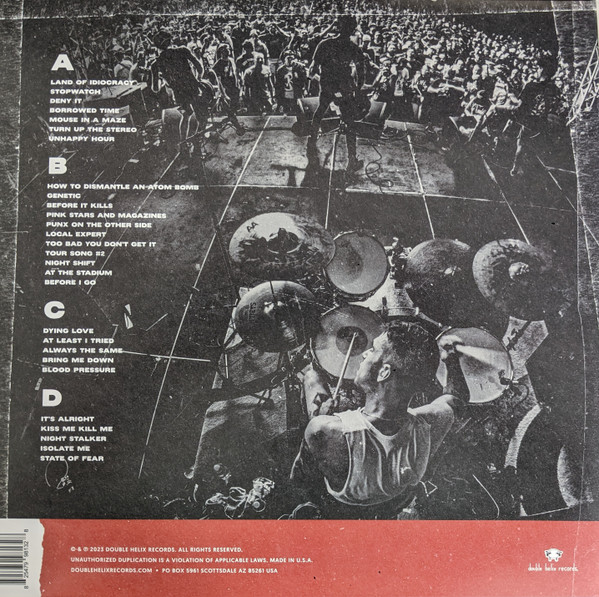 A
LAND OF IDIOCRACY
STOPWATCH
DENY IT
BORROWED TIME
MOUSE IN A MAZE
TURN UP THE STEREO
UNHAPPY HOUR
B
HOW TO DISMANTLE AN ATOM BOMB
GENETIC
BEFORE IT KILLS
PINK STARS AND MAGAZINES
PUNX ON THE OTHER SIDE
LOCAL EXPERT
TOO BAD YOU DON'T GET IT
TOUR SONG #2
NIGHT SHIFT
AT THE STADIUM
BEFORE I GO
C
DYING LOVE
AT LEAST I TRIED
ALWAYS THE SAME
BRING ME DOWN
BLOOD PRESSURE
D
IT'S ALRIGHT
KISS ME KILL ME
NIGHT STALKER
ISOLATE ME
STATE OF FEAR
©& ℗ 2023 DOUBLE HELIX RECORDS. ALL RIGHTS RESERVED.
UNAUTHORIZED DUPLICATION IS A VIOLATION OF APPLICABLE LAWS. MADE IN U.S.A.
DOUBLEHELIXRECORDS.COM • PO BOX 5961 SCOTTSDALE AZ 85261 USA
double helix records.